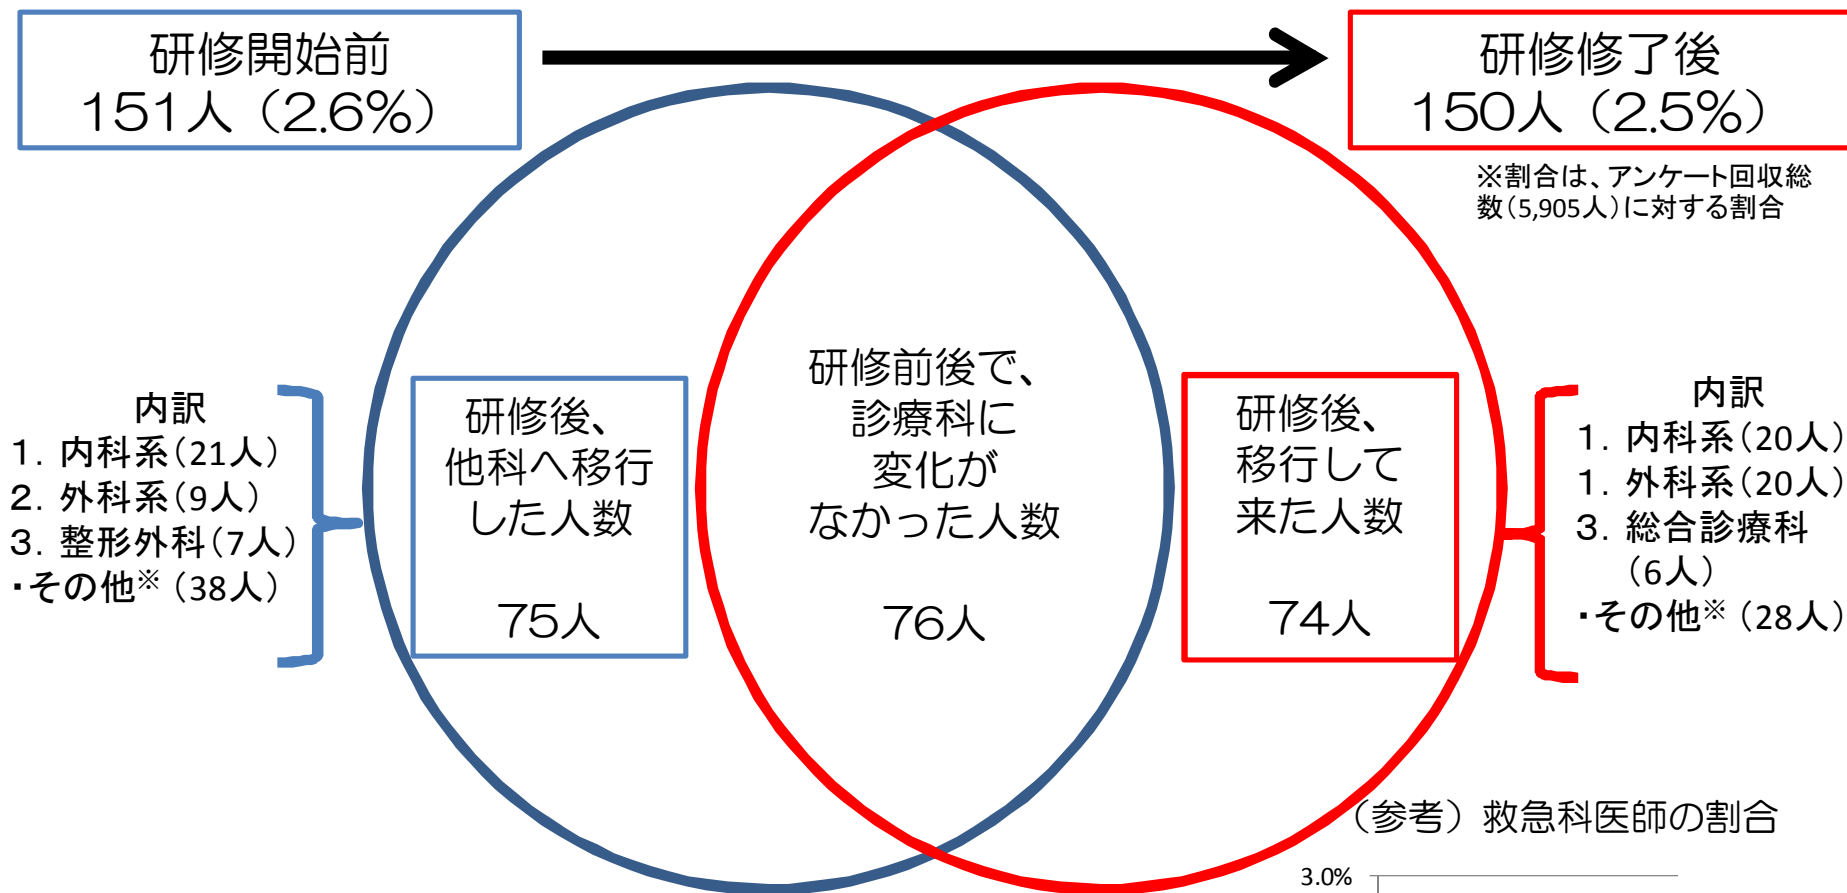 研修開始前
151人（2.6%）
研修修了後
150人（2.5%）
※割合は、アンケート回収総
数（5,905人）に対する割合
内訳
1. 内科系（21人）
2. 外科系（9人）
3. 整形外科（7人）
・その他※（38人）
研修後、
他科へ移行
した人数
75人
研修前後で、
診療科に
変化が
なかった人数
76人
研修後、
移行して
来た人数
74人
内訳
1. 内科系（20人）
1. 外科系（20人）
3. 総合診療科
（6人）
・その他※（28人）
（参考）救急科医師の割合
3.0%